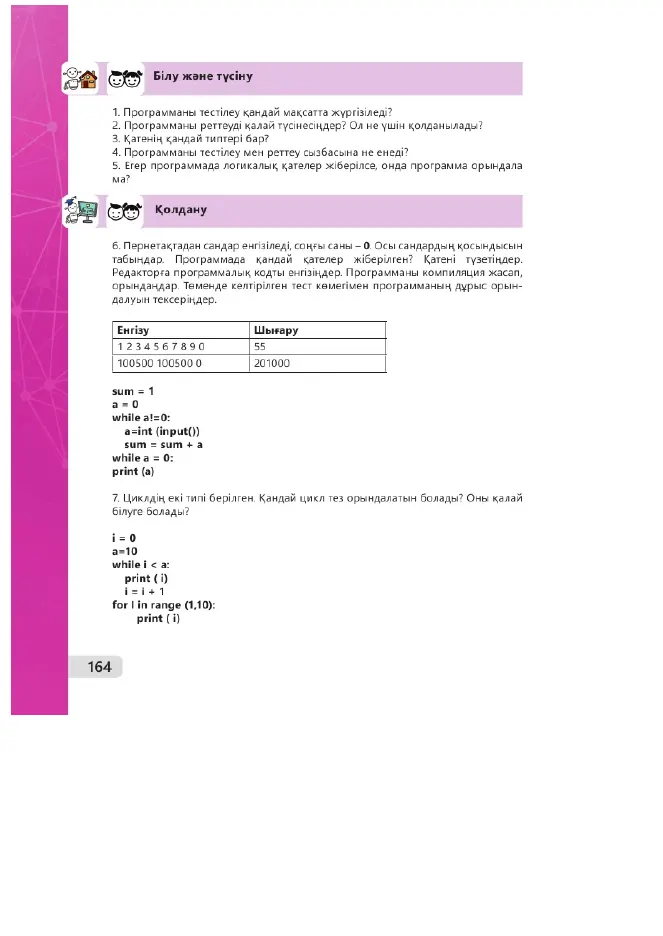 Білу және түсіну
1. Программаны тестілеу қандай мақсатта жүргізіледі?
2. Программаны реттеуді қалай түсінесіңдер? Ол не үшін қолданылады?
3. Қатенің қандай типтері бар?
4. Программаны тестілеу мен реттеу сызбасына не енеді?
5. Егер программада логикалық қателер жіберілсе, онда программа орындала
ма?
Қолдану
6. Пернетақтадан сандар енгізіледі, соңғы саны – 0. Осы сандардың қосындысын
табыңдар. Программада қандай қателер жіберілген? Қатені түзетіңдер.
Редакторға программалық кодты енгізіңдер. Программаны компиляция жасап,
орындаңдар. Төменде келтірілген тест көмегімен программаның дұрыс орын-
далуын тексеріңдер.
Енгізу Шығару
1 2 3 4 5 6 7 8 9 0 55
100500 100500 0 201000
sum = 1
a = 0
while a!=0:
a=int (input())
sum = sum + a
while a = 0:
print (a)
7. Циклдің екі типі берілген. Қандай цикл тез орындалатын болады? Оны қалай
білуге болады?
i = 0
a=10
while i < a:
print ( i)
i = i + 1
for I in range (1,10):
print ( i)
164